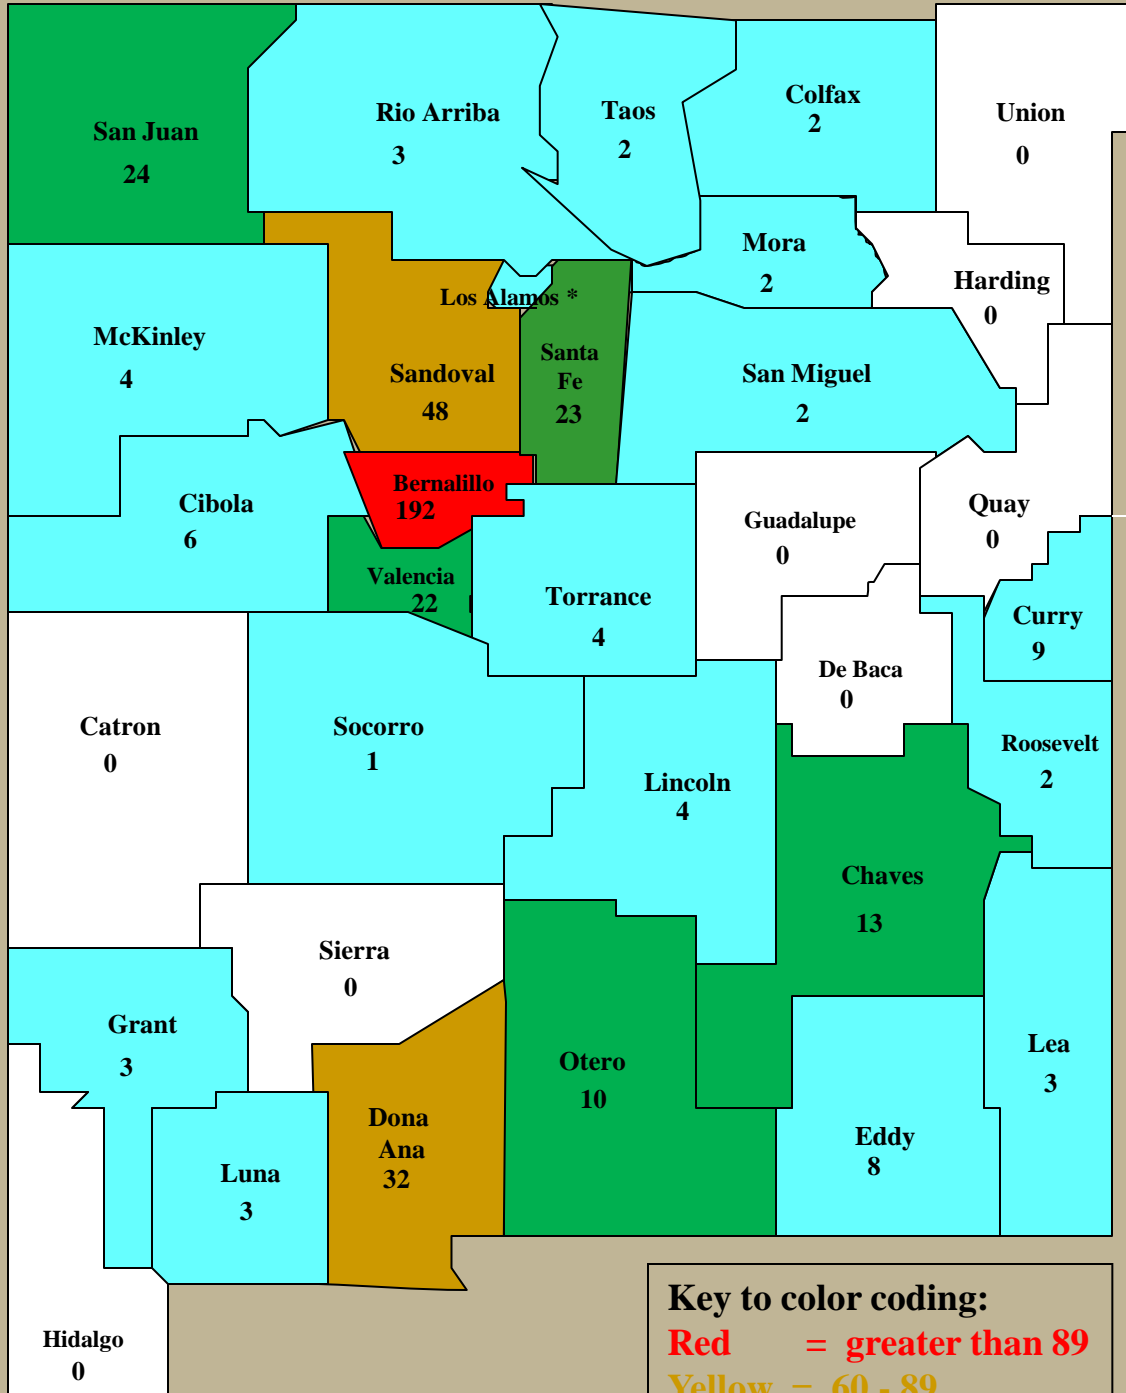 San Juan
24
Rio Arriba
3
Taos
2
Colfax
2
Union
0
Mora
2
Harding
0
Los Alamos *
McKinley
4
Sandoval
48
Santa
Fe
23
San Miguel
2
Bernalillo
192
Cibola
6
Guadalupe
0
Quay
0
Valencia
22
Torrance
4
Curry
9
De Baca
0
Catron
0
Socorro
1
Lincoln
4
Roosevelt
2
Chaves
13
Sierra
0
Grant
3
Otero
10
Lea
3
Dona
Ana
32
Eddy
8
Luna
3
Hidalgo
0
Key to color coding:
Red = greater than 89
Yellow = 60 - 89